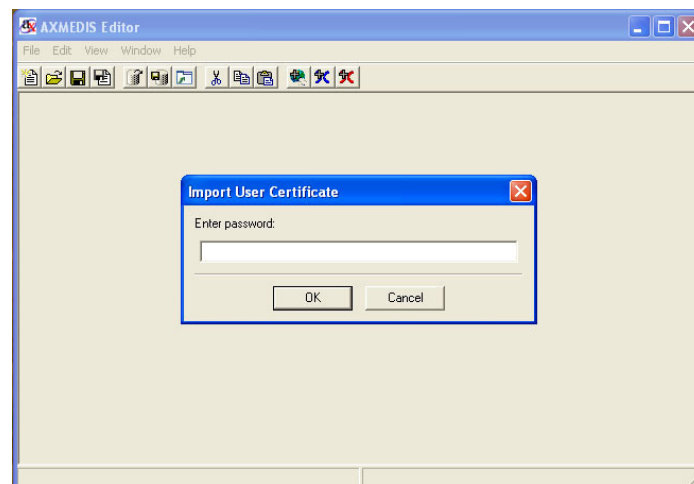 AXMEDIS Editor
File Edit View Window Help
Import User Certificate
Enter password:
OK Cancel